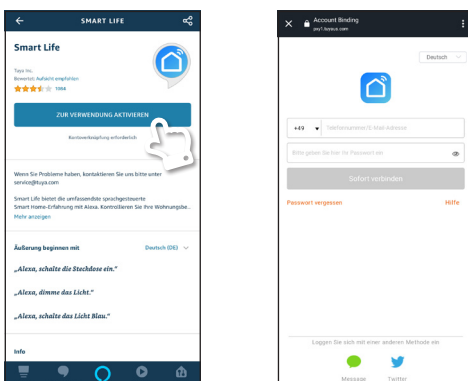 SMART LIFE
Smart Life
Tuya Inc.
Bewertet: Aufsicht empfohlen
1984
ZUR VERWENDUNG AKTIVIEREN
Kontoverknüpfung erforderlich
Wenn Sie Probleme haben, kontaktieren Sie uns bitte unter
service@tuya.com
Smart Life bietet die umfassendste sprachgesteuerte
Smart Home-Erfahrung mit Alexa. Kontrollieren Sie Ihre Wohnungsbe...
Mehr anzeigen
Äußerung beginnen mit
Deutsch (DE)
„Alexa, schalte die Steckdose ein.“
„Alexa, dimme das Licht.“
„Alexa, schalte das Licht Blau.“
Info
Account Binding
Deutsch
+49
Telefonnummer/E-Mail-Adresse
Bitte geben Sie hier Ihr Passwort ein
Sofort verbinden
Passwort vergessen
Hilfe
Loggen Sie sich mit einer anderen Methode ein
Message
Twitter